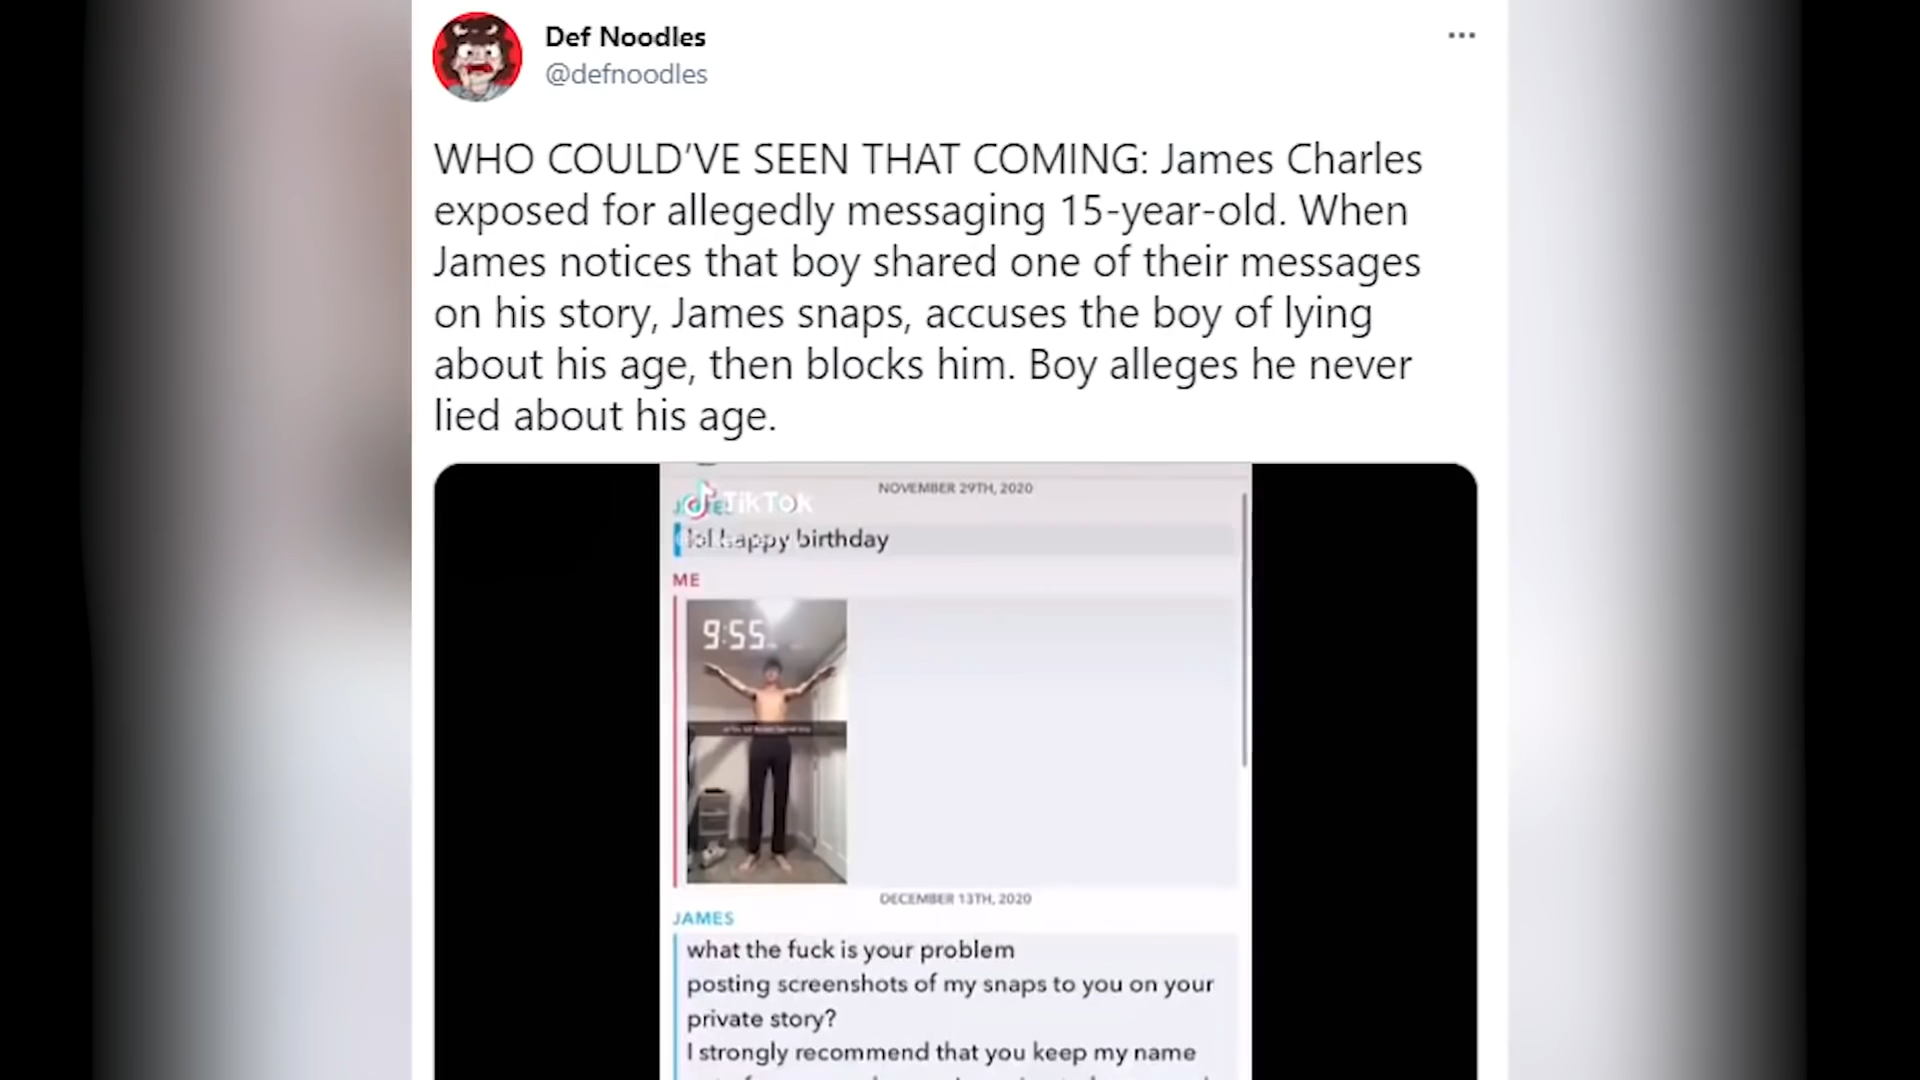 Def Noodles
@defnoodles
WHO COULD'VE SEEN THAT COMING: James Charles
exposed for allegedly messaging 15-year-old. When
James notices that boy shared one of their messages
on his story, James snaps, accuses the boy of lying
about his age, then blocks him. Boy alleges he never
lied about his age.
NOVEMBER 29TH, 2020
TikTok
lol happy birthday
ME
9:55
DECEMBER 13TH, 2020
JAMES
what the fuck is your problem
posting screenshots of my snaps to you on your
private story?
I strongly recommend that you keep my name